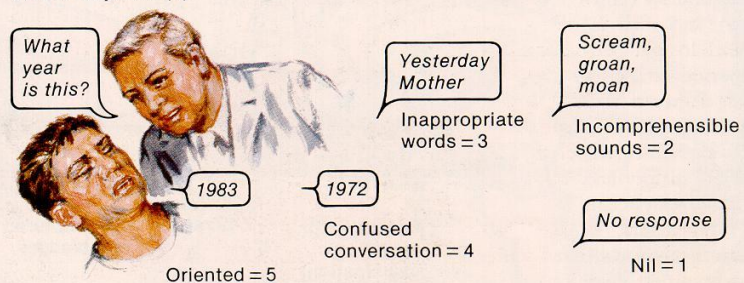 What
year
is this?
1983
Oriented = 5
1972
Confused
conversation = 4
Yesterday
Mother
Inappropriate
words = 3
Scream,
groan,
moan
Incomprehensible
sounds = 2
No response
Nil = 1